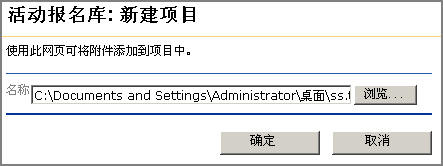 活动报名库: 新建项目
使用此网页可将附件添加到项目中。
名称 C:\Documents and Settings\Administrator\桌面\ss. 浏览...
确定 取消